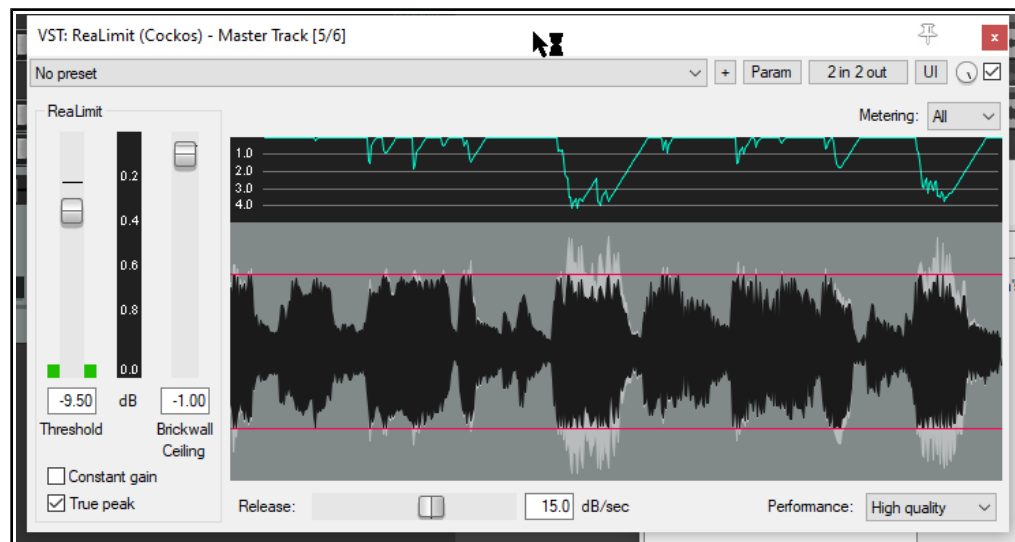 VST: ReaLimit (Cockos) - Master Track [5/6]
x
No preset
+
Param
2 in 2 out
UI
ReaLimit
Metering: All
1.0
2.0
3.0
4.0
0.2
0.4
0.6
0.8
0.0
-9.50 dB -1.00
Threshold
Brickwall
Ceiling
Constant gain
True peak
Release: 15.0 dB/sec
Performance: High quality